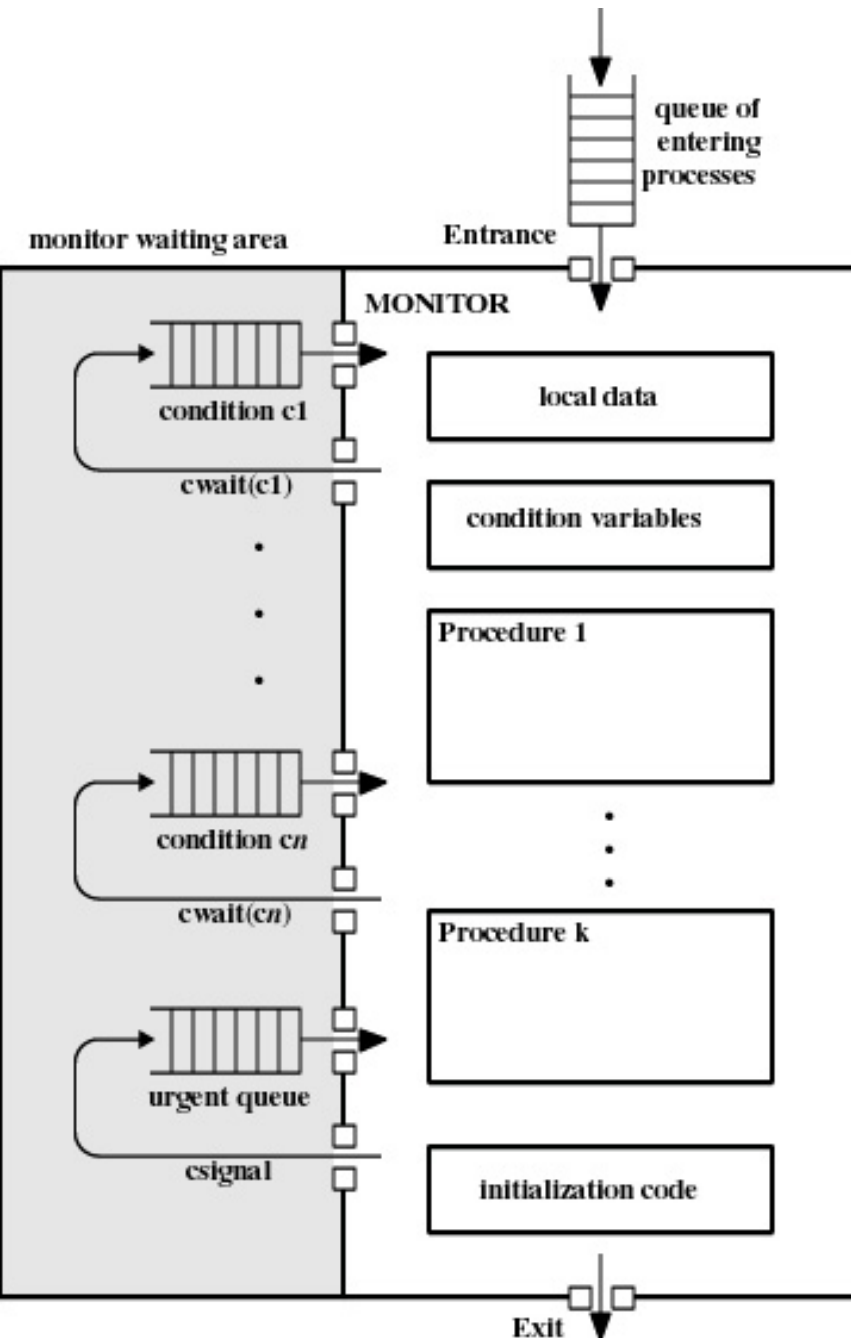 queue of
entering
processes
Entrance
monitor waiting area
MONITOR
condition c1
local data
cwait(c1)
condition variables
Procedure 1
condition cn
cwait(cn)
Procedure k
urgent queue
csignal
initialization code
Exit